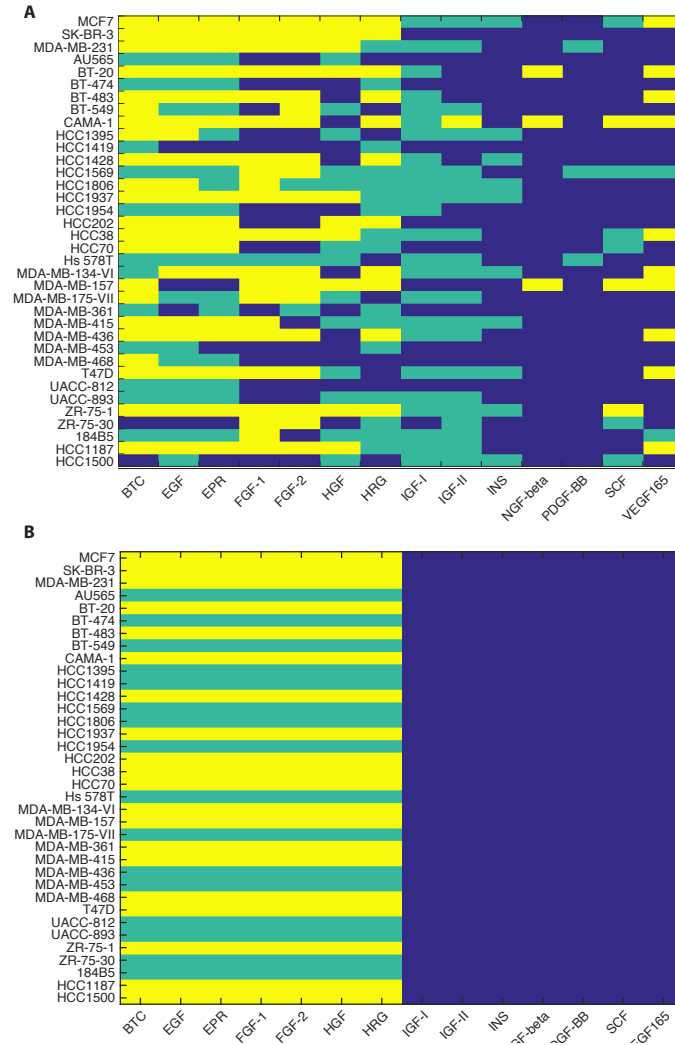 A
MCF7
SK-BR-3
MDA-MB-231
AU565
BT-20
BT-474
BT-483
BT-549
CAMA-1
HCC1395
HCC1419
HCC1428
HCC1569
HCC1806
HCC1937
HCC1954
HCC202
HCC38
HCC70
Hs 578T
MDA-MB-134-VI
MDA-MB-157
MDA-MB-175-VII
MDA-MB-361
MDA-MB-415
MDA-MB-436
MDA-MB-453
MDA-MB-468
T47D
UACC-812
UACC-893
ZR-75-1
ZR-75-30
184B5
HCC1187
HCC1500
BTC EGF EPR FGF-1 FGF-2 HGF HRG IGF-I IGF-II INS NGF-beta PDGF-BB SCF VEGF165
B
MCF7
SK-BR-3
MDA-MB-231
AU565
BT-20
BT-474
BT-483
BT-549
CAMA-1
HCC1395
HCC1419
HCC1428
HCC1569
HCC1806
HCC1937
HCC1954
HCC202
HCC38
HCC70
Hs 578T
MDA-MB-134-VI
MDA-MB-157
MDA-MB-175-VII
MDA-MB-361
MDA-MB-415
MDA-MB-436
MDA-MB-453
MDA-MB-468
T47D
UACC-812
UACC-893
ZR-75-1
ZR-75-30
184B5
HCC1187
HCC1500
BTC EGF EPR FGF-1 FGF-2 HGF HRG IGF-I IGF-II INS GF-beta PDGF-BB SCF EGF165